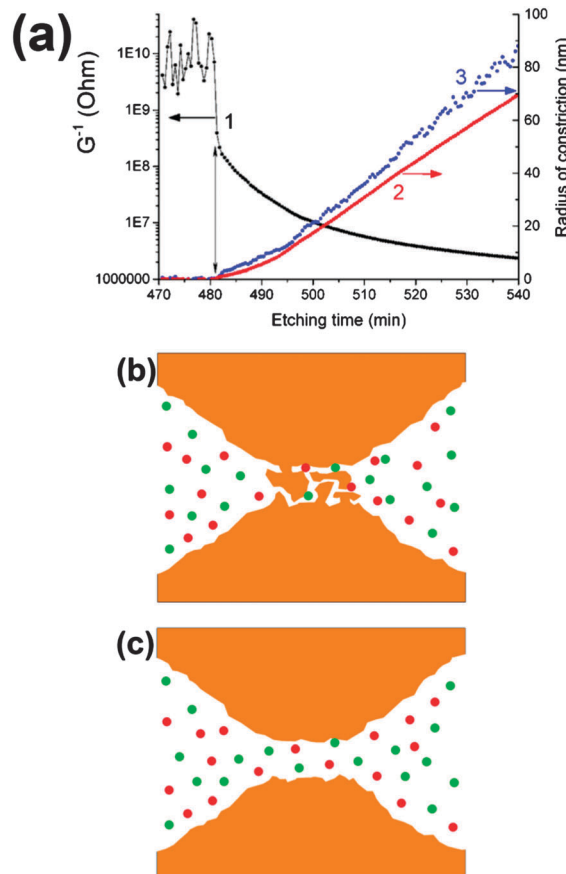 (a)
G⁻¹ (Ohm)
1E10
1E9
1E8
1E7
1000000
1
2
3
100
80
60
40
20
0
Radius of constriction (nm)
470 480 490 500 510 520 530 540
Etching time (min)
(b)
(c)